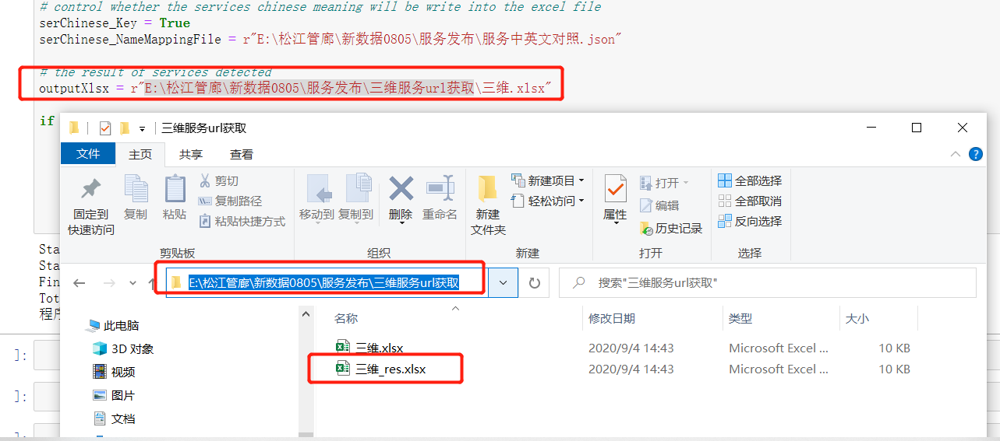 # control whether the services chinese meaning will be write into the excel file
serChinese_Key = True
serChinese_NameMappingFile = r"E:\松江管廊\新数据0805\服务发布\服务中英文对照.json"
# the result of services detected
outputXlsx = r"E:\松江管廊\新数据0805\服务发布\三维服务url获取\三维.xlsx"
if
三维服务url获取
文件 主页 共享 查看
固定到快速访问
复制
粘贴
剪切
复制路径
粘贴快捷方式
剪贴板
移动到
复制到
删除
重命名
组织
新建文件夹
新建项目
轻松访问
新建
属性
打开
编辑
历史记录
打开
全部选择
全部取消
反向选择
选择
Sta
Sta
Fin
Tot
程序
E:\松江管廊\新数据0805\服务发布\三维服务url获取
搜索"三维服务url获取"
名称 修改日期 类型 大小
此电脑
3D 对象
视频
图片
文档
三维.xlsx 2020/9/4 14:43 Microsoft Excel ... 10 KB
三维_res.xlsx 2020/9/4 14:43 Microsoft Excel ... 10 KB
]:
]:
]: